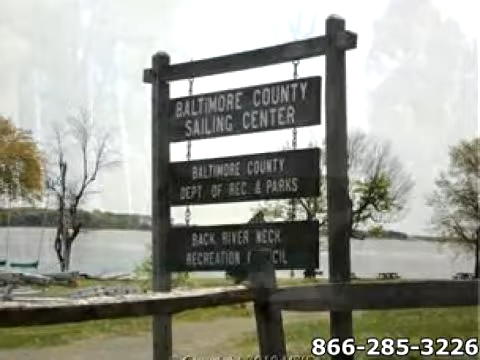 BALTIMORE COUNTY
SAILING CENTER
BALTIMORE COUNTY
DEPT. OF REC. & PARKS
BACK RIVER NECK
RECREATION COUNCIL
866-285-3226